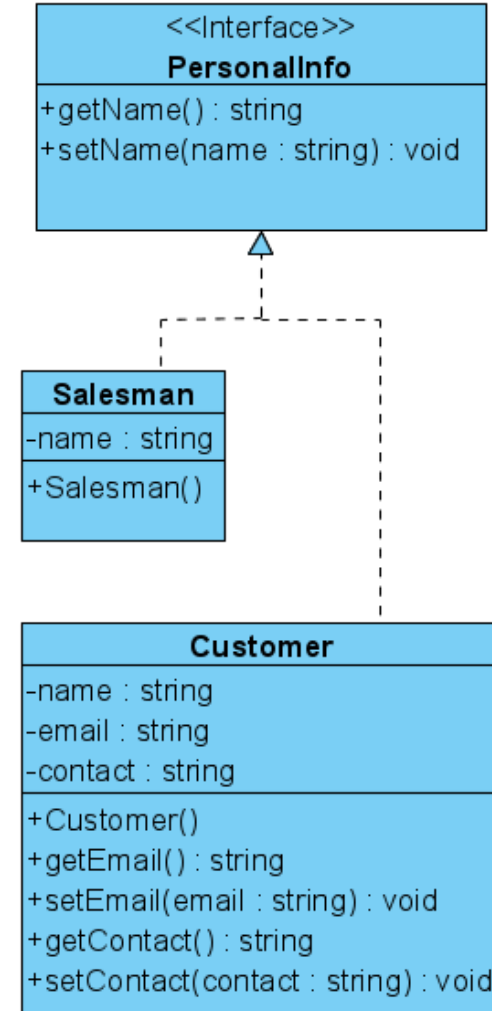 <<Interface>>
PersonalInfo
+getName() : string
+setName(name : string) : void
Salesman
-name : string
+Salesman()
Customer
-name : string
-email : string
-contact : string
+Customer()
+getEmail() : string
+setEmail(email : string) : void
+getContact() : string
+setContact(contact : string) : void